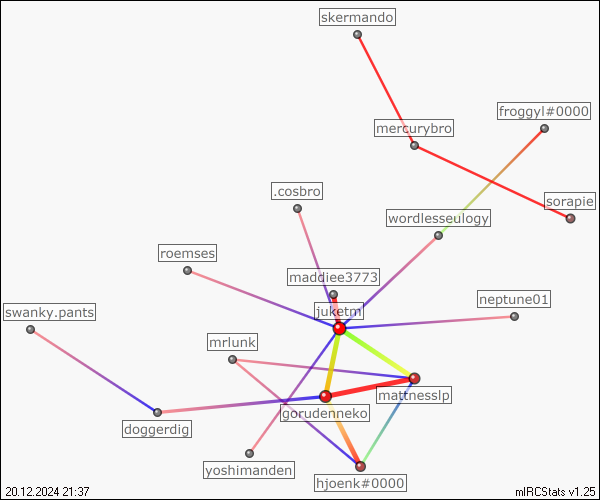 skermando
froggyl#0000
mercurybro
.cosbro
sorapie
wordlesseulogy
roemses
maddiee3773
neptune01
swanky.pants
juketm
mrlunk
mattnesslp
gorudenneko
doggerdig
yoshimanden
hjoenk#0000
20.12.2024 21:37
mIRCStats v1.25